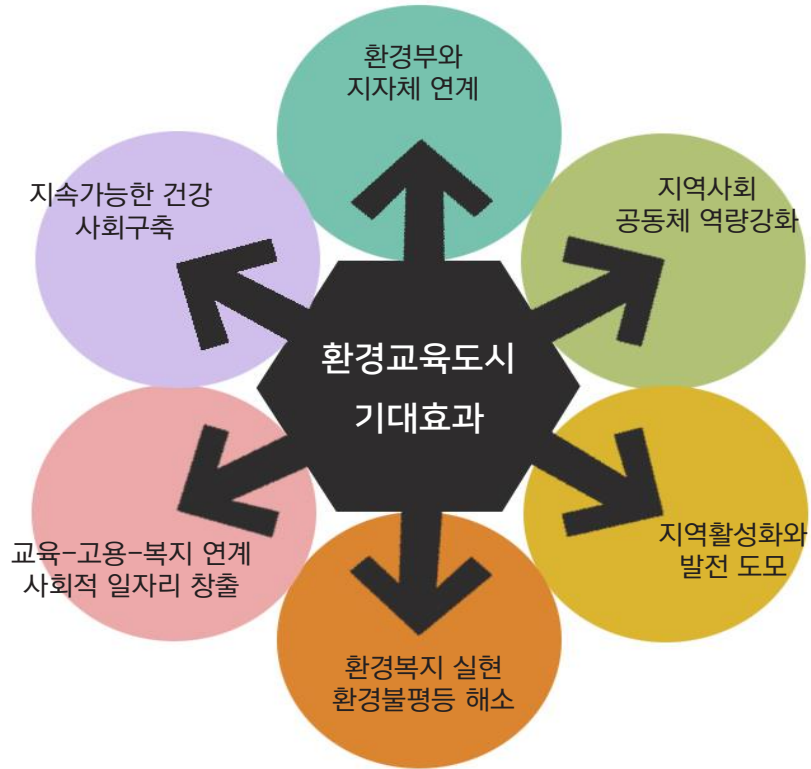 환경부와
지자체 연계
지속가능한 건강
사회구축
지역사회
공동체 역량강화
환경교육도시
기대효과
교육-고용-복지 연계
사회적 일자리 창출
지역활성화와
발전 도모
환경복지 실현
환경불평등 해소